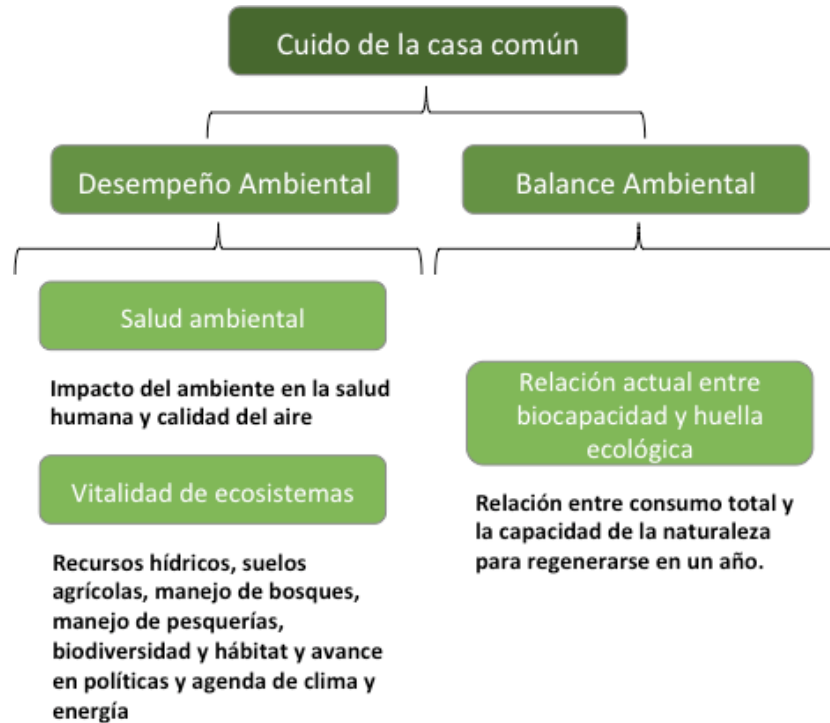 Cuido de la casa común
Desempeño Ambiental
Balance Ambiental
Salud ambiental
Impacto del ambiente en la salud
humana y calidad del aire
Vitalidad de ecosistemas
Recursos hídricos, suelos
agrícolas, manejo de bosques,
manejo de pesquerías,
biodiversidad y hábitat y avance
en políticas y agenda de clima y
energía
Relación actual entre
biocapacidad y huella
ecológica
Relación entre consumo total y
la capacidad de la naturaleza
para regenerarse en un año.